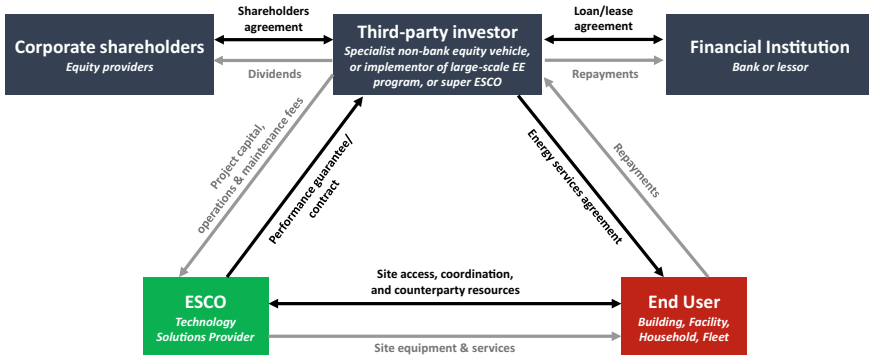 Shareholders
agreement
Loan/lease
agreement
Corporate shareholders
Equity providers
Third-party investor
Specialist non-bank equity vehicle,
or implementor of large-scale EE
program, or super ESCO
Financial Institution
Bank or lessor
Dividends
Repayments
Project capital,
operations & maintenance fees
Performance guarantee/
contract
Energy services agreement
Repayments
Site access, coordination,
and counterparty resources
ESCO
Technology
Solutions Provider
End User
Building, Facility,
Household, Fleet
Site equipment & services